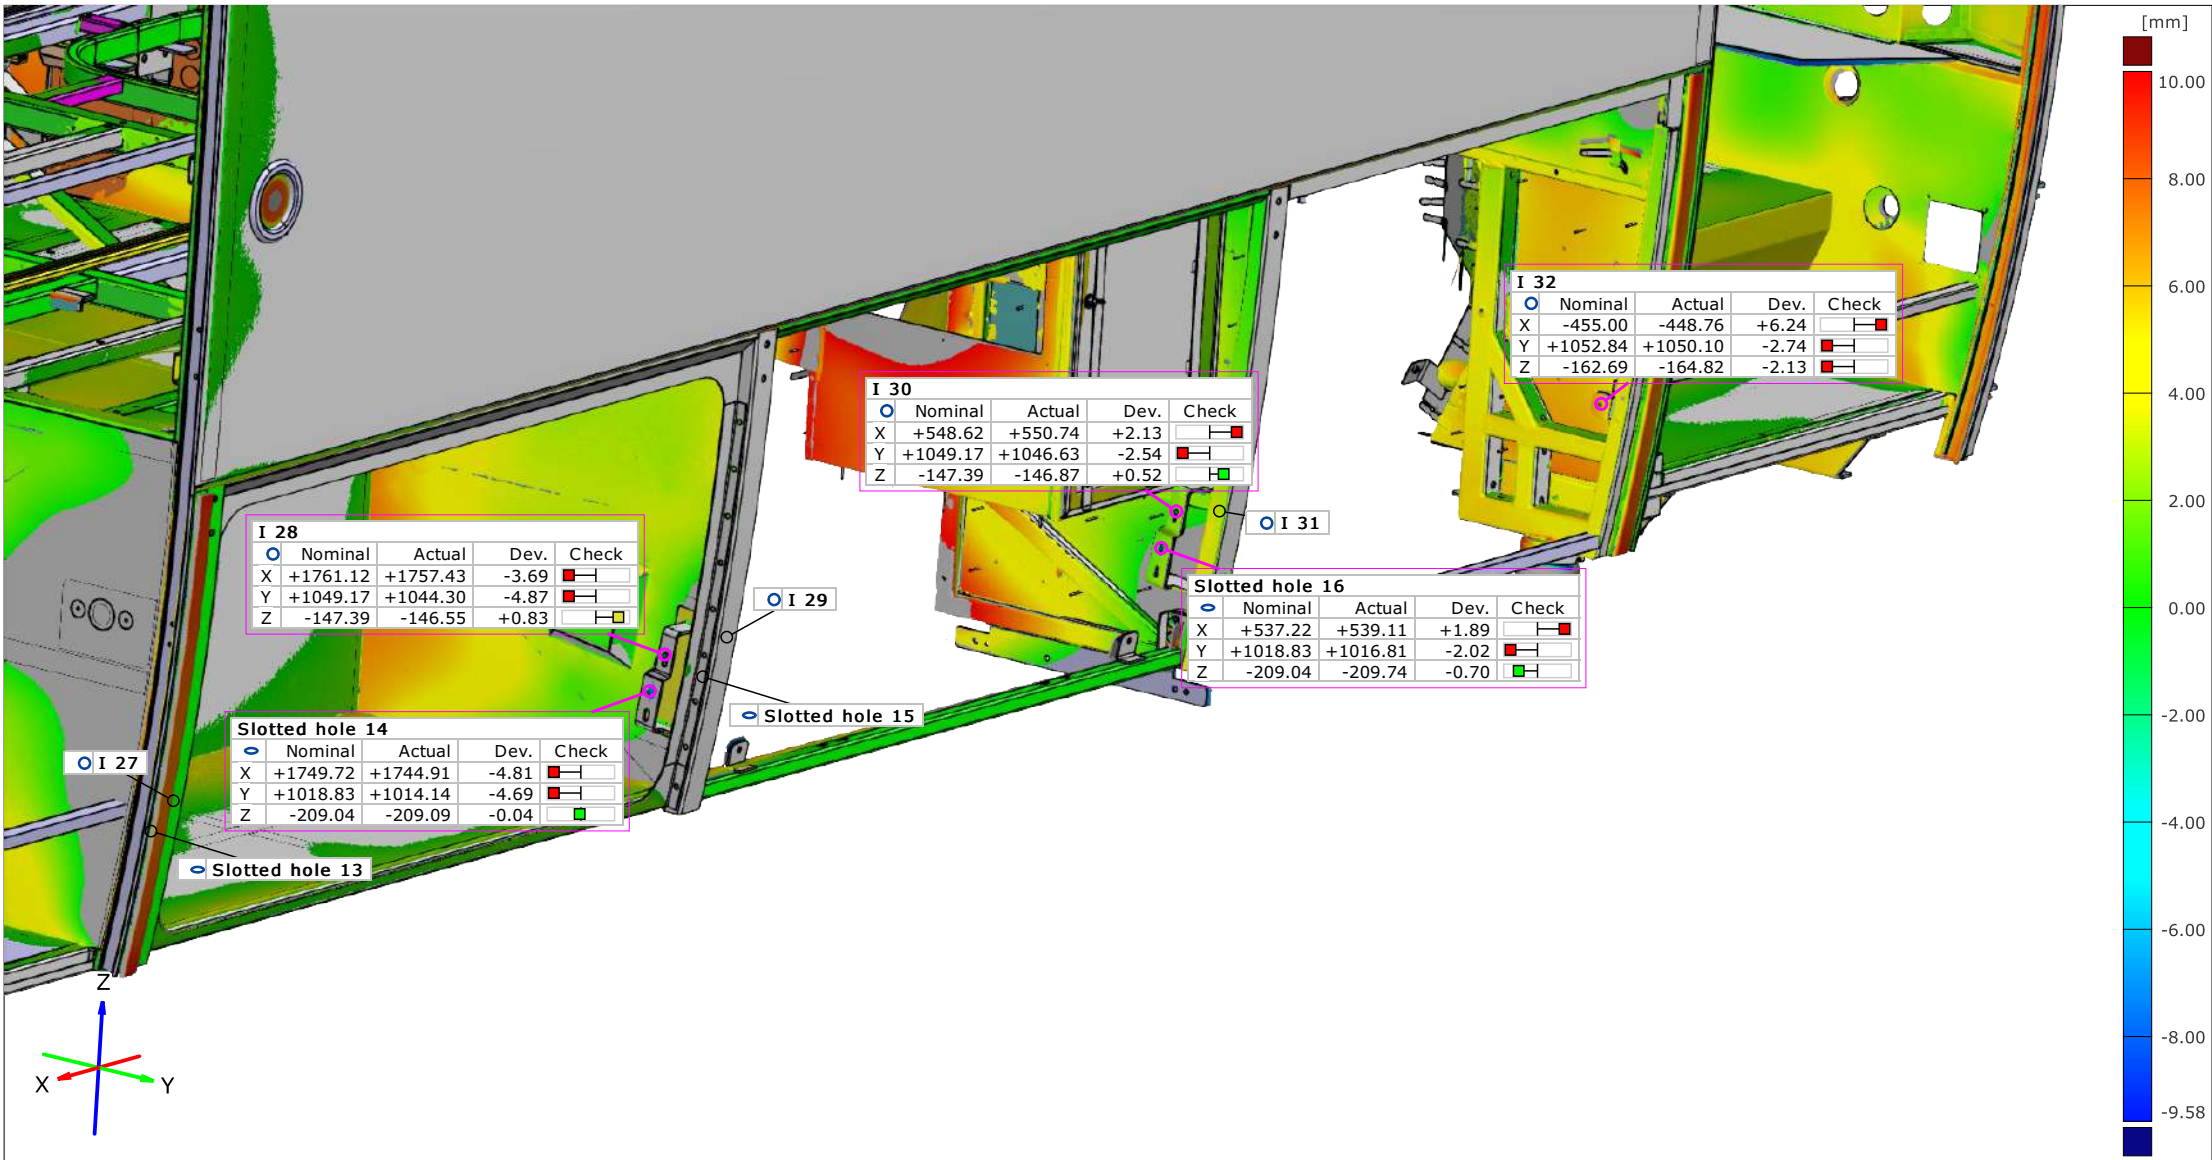 [mm]
10.00
8.00
6.00
4.00
2.00
0.00
-2.00
-4.00
-6.00
-8.00
-9.58
I 32
Nominal Actual Dev. Check
X -455.00 -448.76 +6.24
Y +1052.84 +1050.10 -2.74
Z -162.69 -164.82 -2.13
I 30
Nominal Actual Dev. Check
X +548.62 +550.74 +2.13
Y +1049.17 +1046.63 -2.54
Z -147.39 -146.87 +0.52
I 31
I 28
Nominal Actual Dev. Check
X +1761.12 +1757.43 -3.69
Y +1049.17 +1044.30 -4.87
Z -147.39 -146.55 +0.83
I 29
Slotted hole 16
Nominal Actual Dev. Check
X +537.22 +539.11 +1.89
Y +1018.83 +1016.81 -2.02
Z -209.04 -209.74 -0.70
Slotted hole 15
Slotted hole 14
Nominal Actual Dev. Check
X +1749.72 +1744.91 -4.81
Y +1018.83 +1014.14 -4.69
Z -209.04 -209.09 -0.04
I 27
Slotted hole 13
Z
X
Y